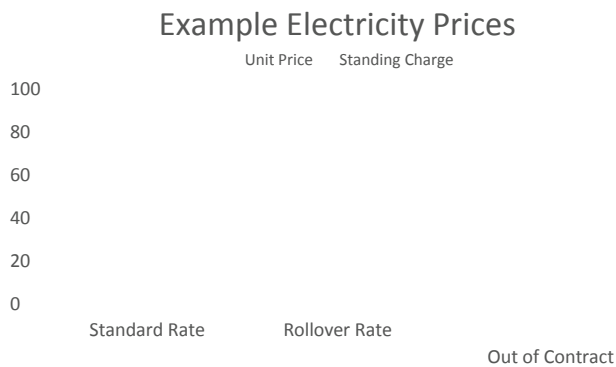 Example Electricity Prices
Unit Price Standing Charge
100
80
60
40
20
0
Standard Rate Rollover Rate
Out of Contract